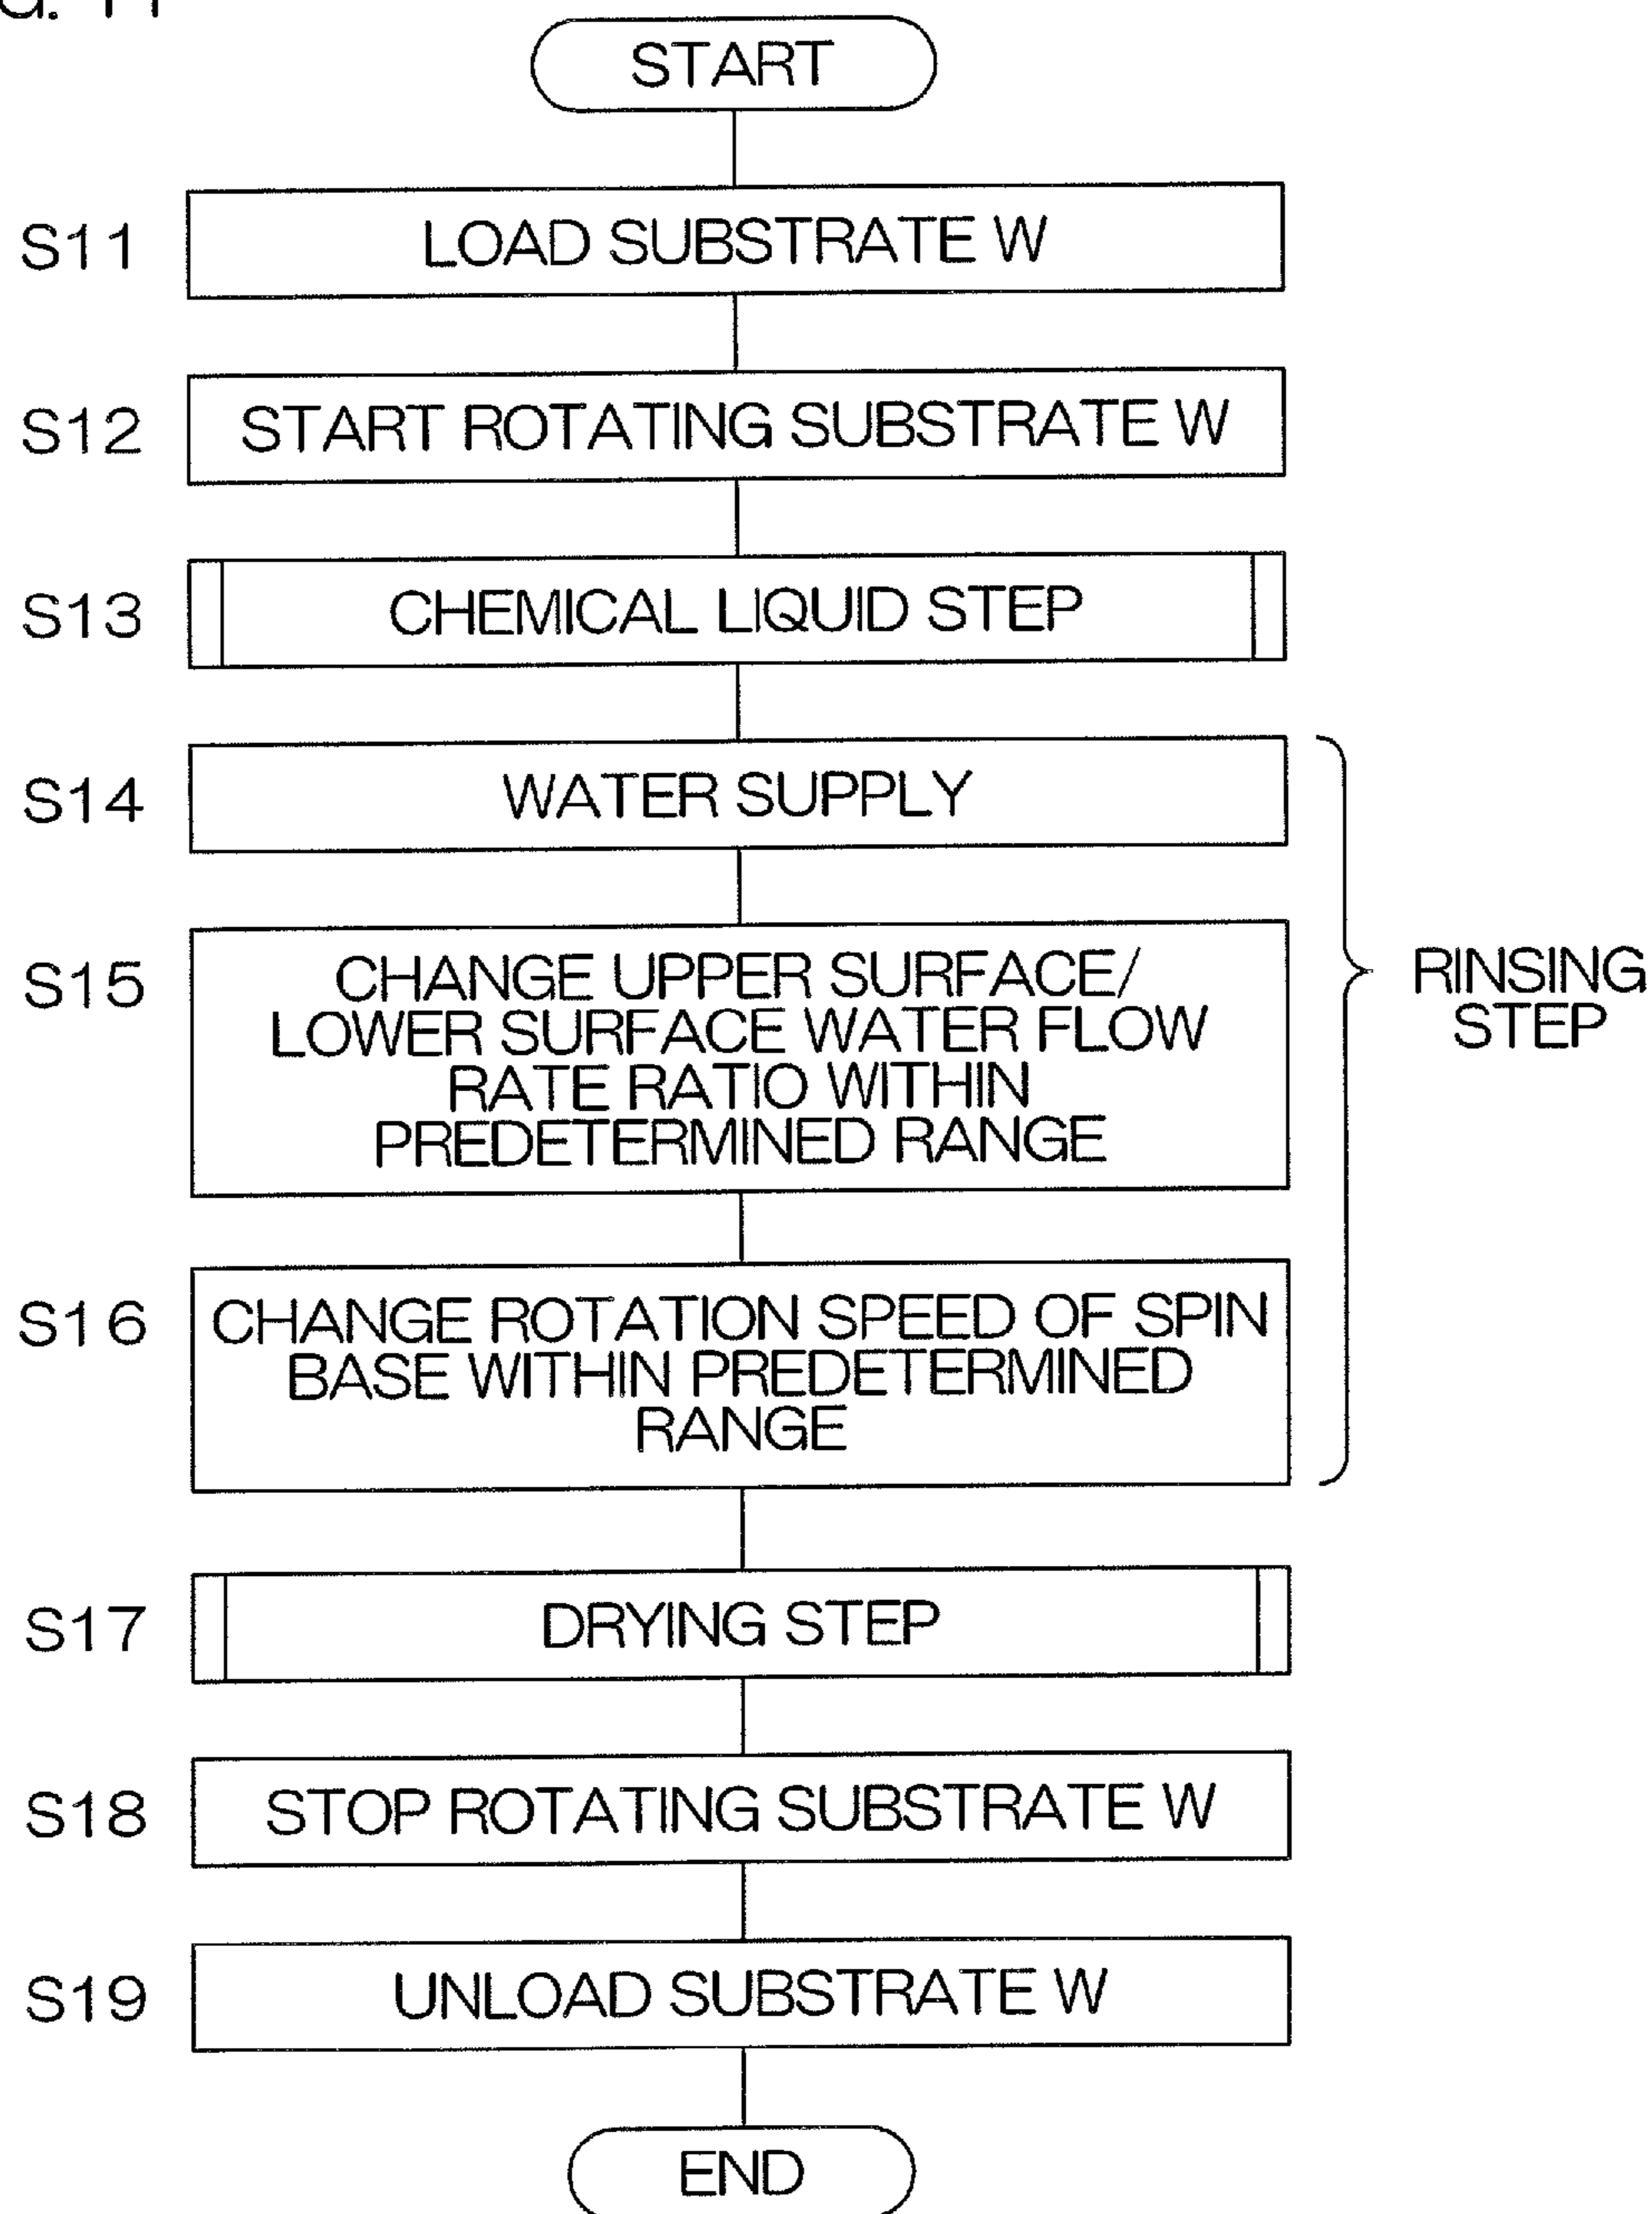 START
S11 LOAD SUBSTRATE W
S12 START ROTATING SUBSTRATE W
S13 CHEMICAL LIQUID STEP
S14 WATER SUPPLY
S15 CHANGE UPPER SURFACE/
LOWER SURFACE WATER FLOW
RATE RATIO WITHIN
PREDETERMINED RANGE
RINSING
STEP
S16 CHANGE ROTATION SPEED OF SPIN
BASE WITHIN PREDETERMINED
RANGE
S17 DRYING STEP
S18 STOP ROTATING SUBSTRATE W
S19 UNLOAD SUBSTRATE W
END